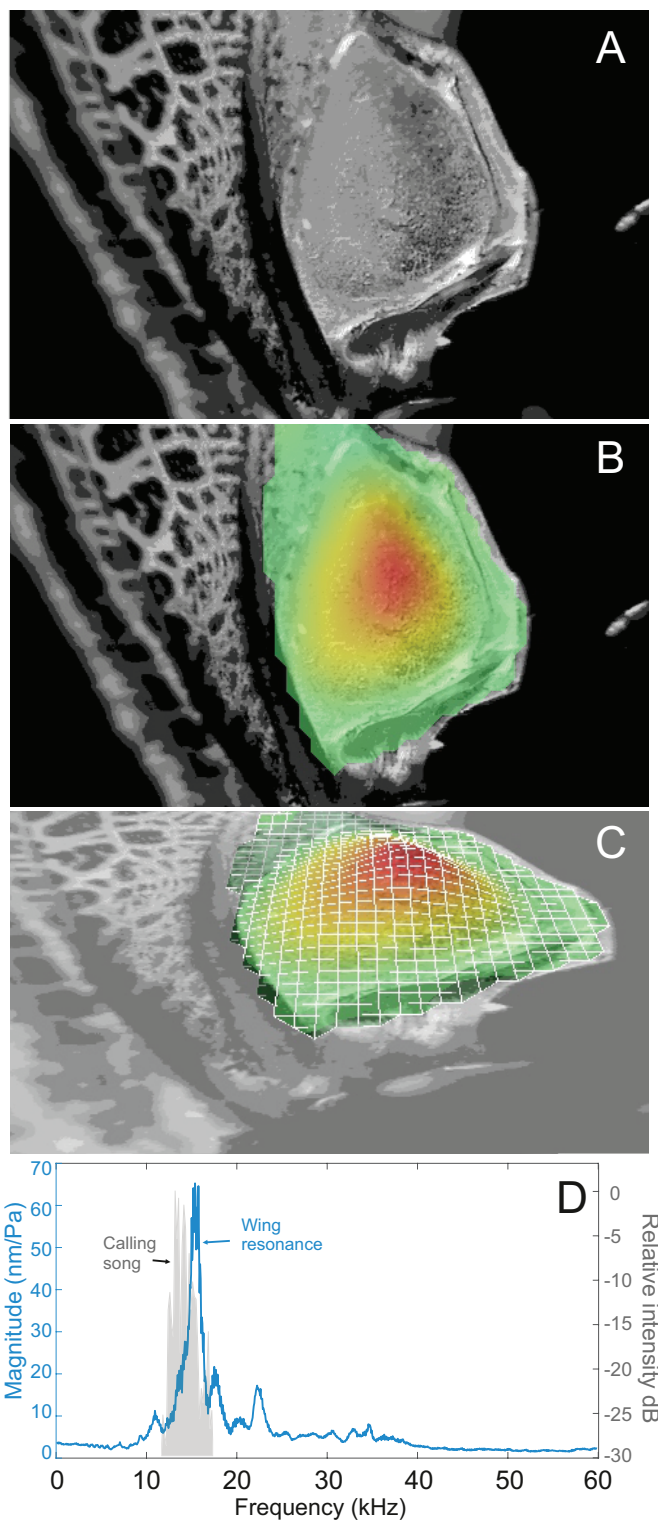 A
B
C
D
70
60
50
40
30
20
10
0
Magnitude (nm/Pa)
Calling
song
Wing
resonance
0
-5
-10
-15
-20
-25
-30
Relative intensity dB
0
10
20
30
40
50
60
Frequency (kHz)